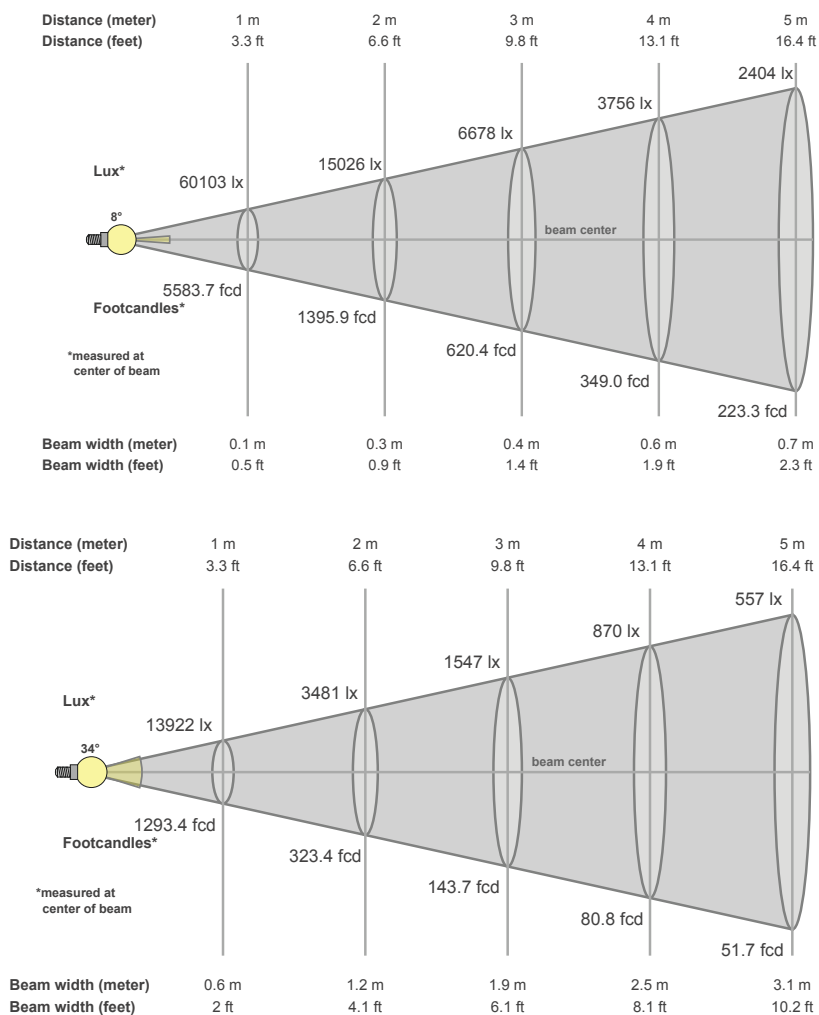 Distance (meter) 1 m 2 m 3 m 4 m 5 m
Distance (feet) 3.3 ft 6.6 ft 9.8 ft 13.1 ft 16.4 ft
2404 lx
3756 lx
6678 lx
15026 lx
Lux*
60103 lx
8°
beam center
5583.7 fcd
Footcandles*
1395.9 fcd
620.4 fcd
*measured at
center of beam
349.0 fcd
223.3 fcd
Beam width (meter) 0.1 m 0.3 m 0.4 m 0.6 m 0.7 m
Beam width (feet) 0.5 ft 0.9 ft 1.4 ft 1.9 ft 2.3 ft
Distance (meter) 1 m 2 m 3 m 4 m 5 m
Distance (feet) 3.3 ft 6.6 ft 9.8 ft 13.1 ft 16.4 ft
557 lx
870 lx
1547 lx
3481 lx
Lux*
13922 lx
34°
beam center
1293.4 fcd
Footcandles*
323.4 fcd
143.7 fcd
*measured at
center of beam
80.8 fcd
51.7 fcd
Beam width (meter) 0.6 m 1.2 m 1.9 m 2.5 m 3.1 m
Beam width (feet) 2 ft 4.1 ft 6.1 ft 8.1 ft 10.2 ft